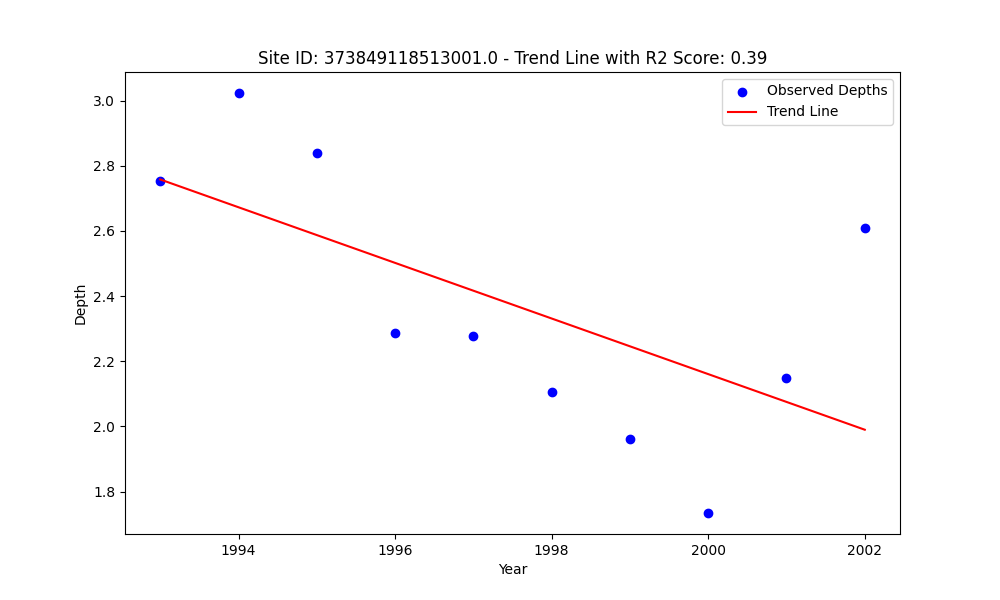 Site ID: 373849118513001.0 - Trend Line with R2 Score: 0.39
Observed Depths
Trend Line
3.0
2.8
2.6
2.4
2.2
2.0
1.8
Depth
1994
1996
1998
2000
2002
Year